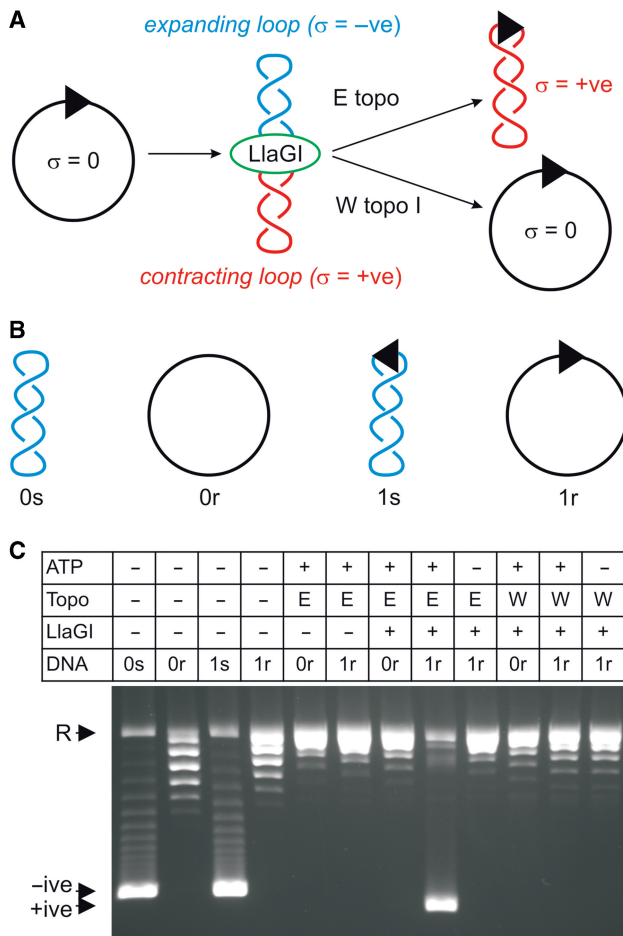 A
expanding loop (σ = –ve)
σ = 0
LlaGI
contracting loop (σ = +ve)
E topo
W topo I
σ = +ve
σ = 0
B
0s 0r 1s 1r
C
ATP – – – – + + + + – + + –
Topo – – – – E E E E E W W W
LlaGI – – – – – – + + + + + +
DNA 0s 0r 1s 1r 0r 1r 0r 1r 1r 0r 1r 1r
R
–ive
+ive